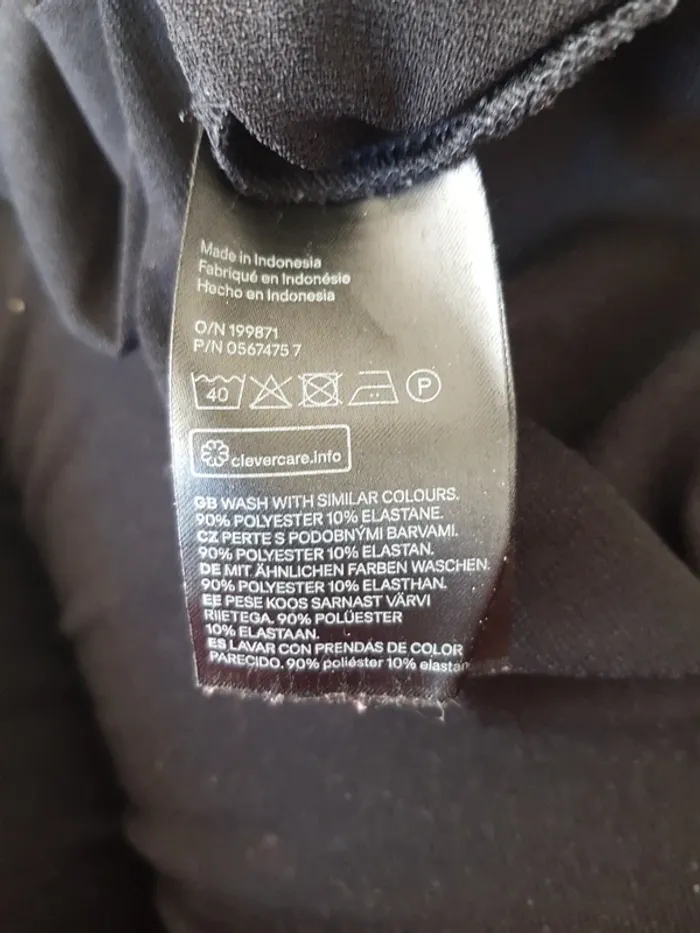 Made in Indonesia
Fabriqué en Indonésie
Hecho en Indonesia
O/N 199871
P/N 0567475 7
40 P
clevercare.info
GB WASH WITH SIMILAR COLOURS.
90% POLYESTER 10% ELASTANE.
CZ PERTE S PODOBNÝMI BARVAMI.
90% POLYESTER 10% ELASTAN.
DE MIT ÄHNLICHEN FARBEN WASCHEN.
90% POLYESTER 10% ELASTHAN.
EE PESE KOOS SARNAST VÄRVI
RIIETEGA. 90% POLÜESTER
10% ELASTAAN.
ES LAVAR CON PRENDAS DE COLOR
PARECIDO. 90% poliéster 10% elastan